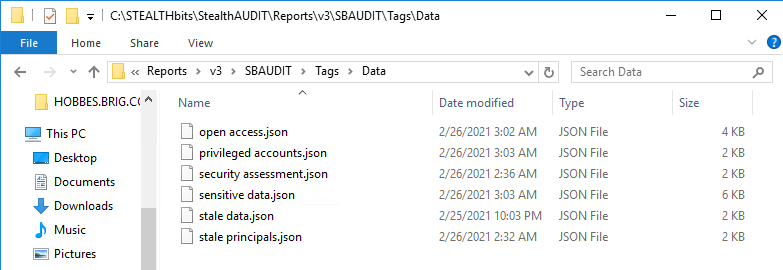 C:\STEALTHbits\StealthAUDIT\Reports\v3\SBAUDIT\Tags\Data
File Home Share View
Reports v3 SBAUDIT Tags Data Search Data
HOBBES.BRIG.CC
This PC
Desktop
Documents
Downloads
Music
Pictures
Name Date modified Type Size
open access.json 2/26/2021 3:02 AM JSON File 4 KB
privileged accounts.json 2/26/2021 3:03 AM JSON File 2 KB
security assessment.json 2/26/2021 2:36 AM JSON File 2 KB
sensitive data.json 2/26/2021 3:03 AM JSON File 6 KB
stale data.json 2/25/2021 10:03 PM JSON File 2 KB
stale principals.json 2/26/2021 2:32 AM JSON File 2 KB